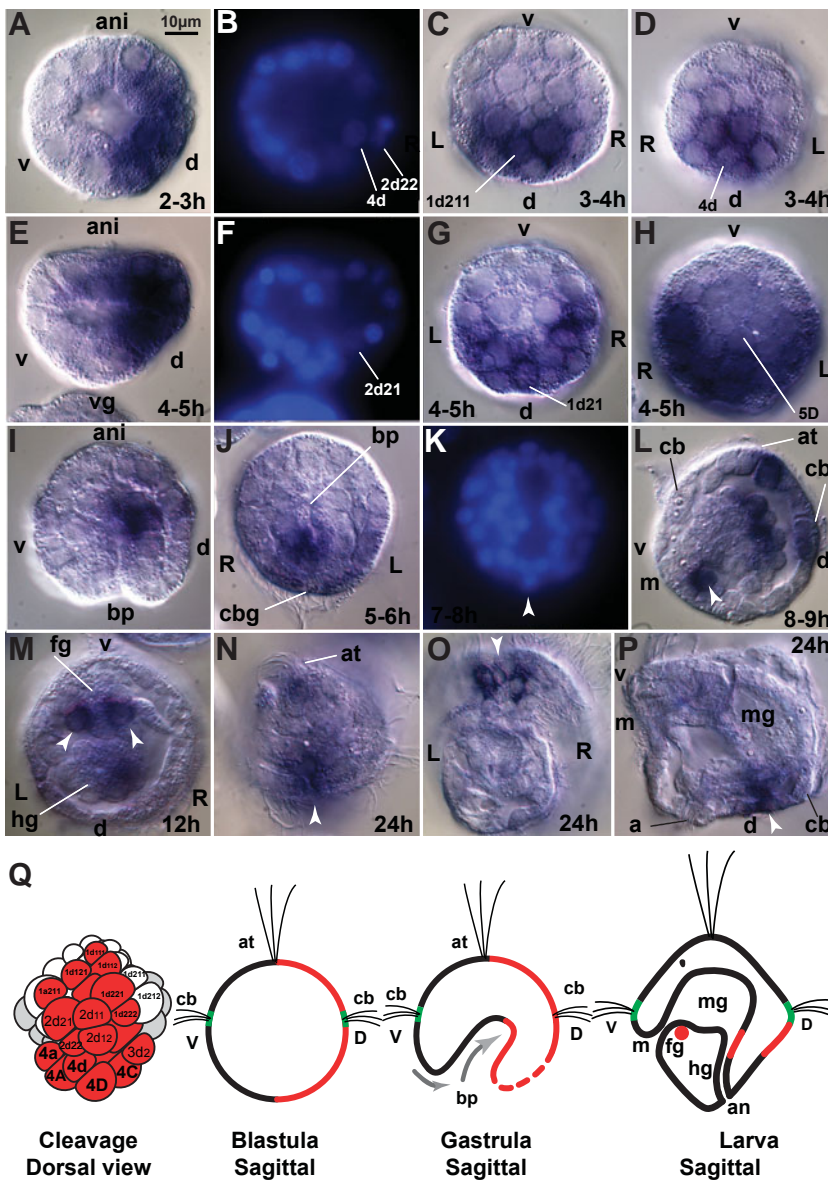 A
ani
10µm
v
d
2-3h
B
4d
2d22
R
C
v
L
R
1d211
d
3-4h
D
v
R
L
4d
d
3-4h
E
ani
v
d
vg
4-5h
F
2d21
G
v
L
R
4-5h
d
1d21
H
v
R
L
4-5h
5D
I
ani
v
d
bp
J
bp
R
L
cbg
5-6h
K
7-8h
L
at
cb
cb
v
d
m
8-9h
M
fg
v
L
R
hg
d
12h
N
at
24h
O
L
R
24h
P
24h
v
m
mg
a
d
cb
Q
1d111
1d121
1d112
1a211
1d211
1d221
1d212
2d21
2d11
1d222
2d12
2d22
3d2
4a
4d
4A
4D
4C
Cleavage
Dorsal view
at
cb
cb
V
D
Blastula
Sagittal
at
cb
cb
V
D
bp
Gastrula
Sagittal
cb
cb
V
D
mg
m
fg
hg
an
Larva
Sagittal